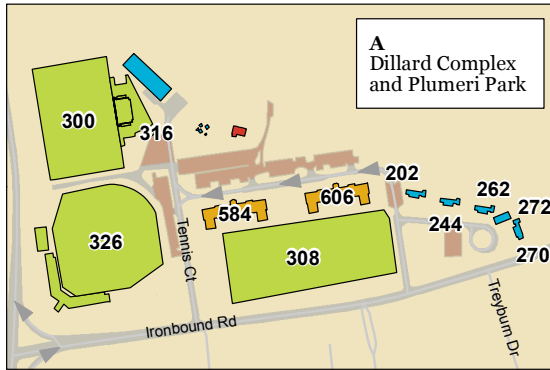 A
Dillard Complex
and Plumeri Park
300
316
202
262
272
606
584
244
326
270
308
Tennis Ct
Ironbound Rd
Treyburn Dr